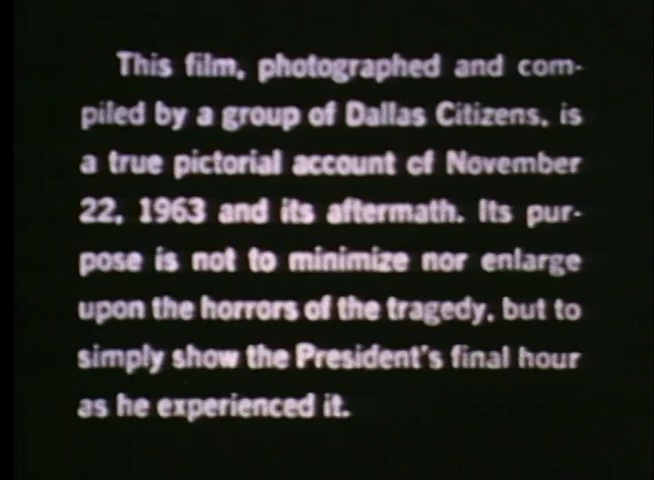 This film, photographed and com-
piled by a group of Dallas Citizens, is
a true pictorial account of November
22, 1963 and its aftermath. Its pur-
pose is not to minimize nor enlarge
upon the horrors of the tragedy, but to
simply show the President's final hour
as he experienced it.